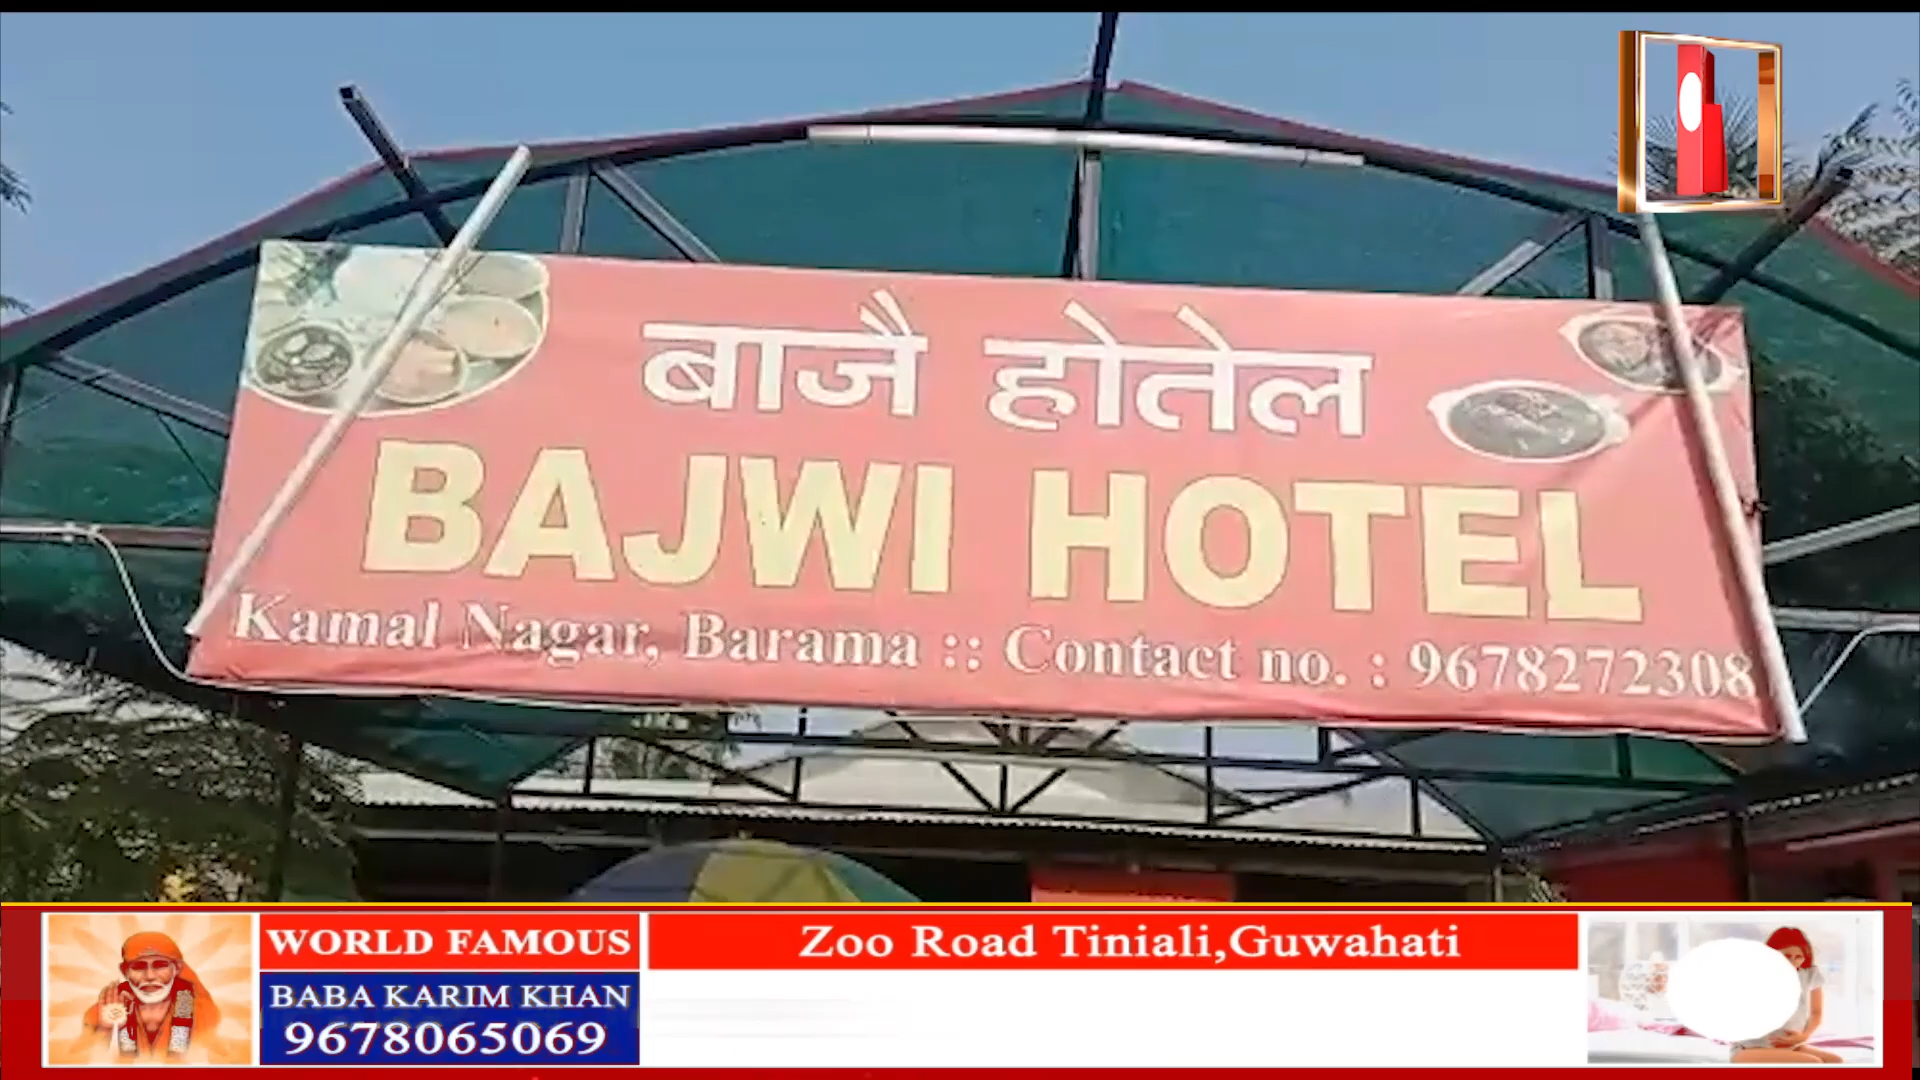 बाजै होतेल
BAJWI HOTEL
Kamal Nagar, Barama :: Contact no. : 9678272308
WORLD FAMOUS
BABA KARIM KHAN
9678065069
Zoo Road Tiniali,Guwahati